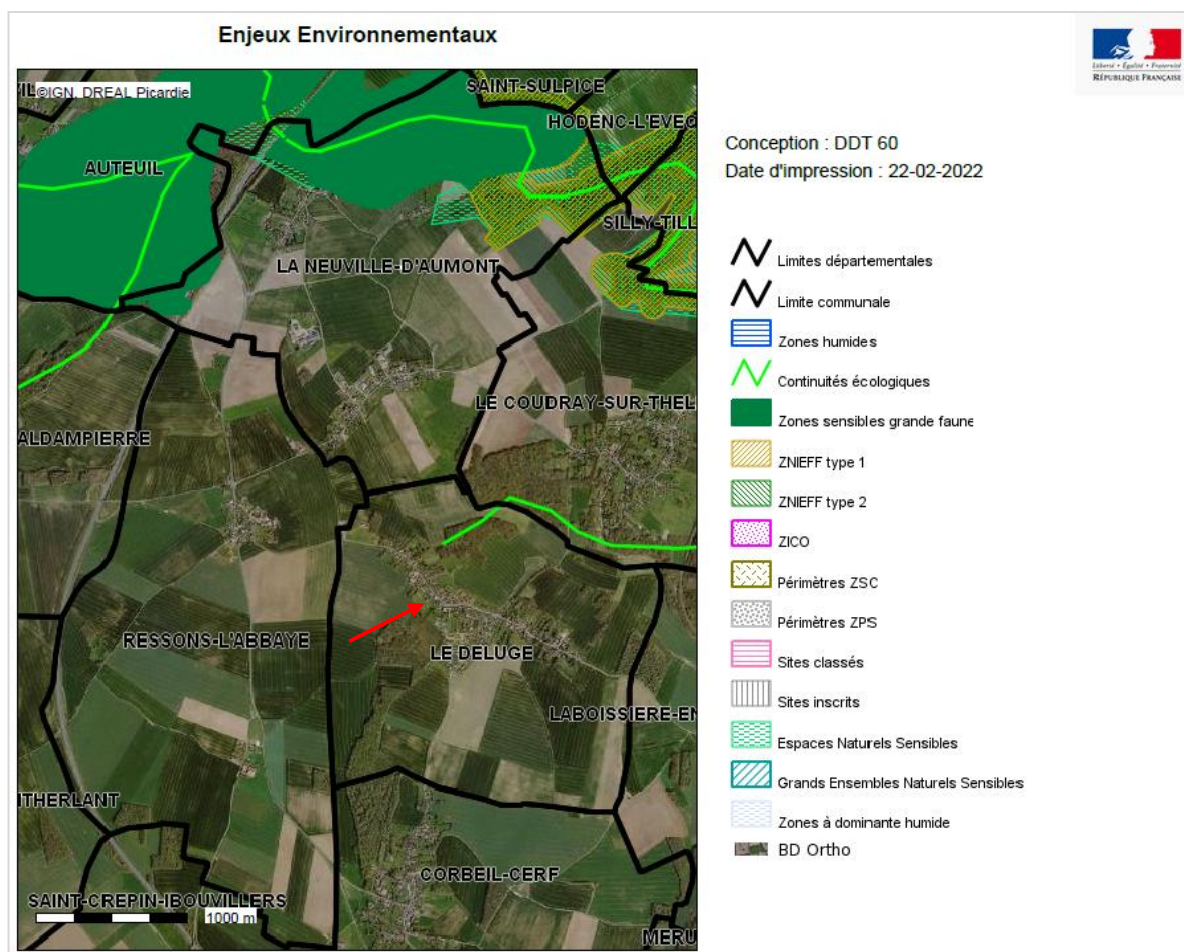 Enjeux Environnementaux
Liberté • Égalité • Fraternité
RÉPUBLIQUE FRANÇAISE
©IGN, DREAL Picardie
SAINT-SULPICE
HODENC-L'EVEQ
AUTEUIL
SILLY-TILL
LA NEUVILLE-D'AUMONT
LE COUDRAY-SUR-THEL
ALDAMPIERRE
RESSONS-L'ABBAYE
LE DELUGE
LABOISSIERE-EN
ITHERLANT
CORBEIL-CERF
SAINT-CREPIN-IBOUVILLERS
1000 m
MERU
Conception : DDT 60
Date d'impression : 22-02-2022
Limites départementales
Limite communale
Zones humides
Continuités écologiques
Zones sensibles grande faune
ZNIEFF type 1
ZNIEFF type 2
ZICO
Périmètres ZSC
Périmètres ZPS
Sites classés
Sites inscrits
Espaces Naturels Sensibles
Grands Ensembles Naturels Sensibles
Zones à dominante humide
BD Ortho